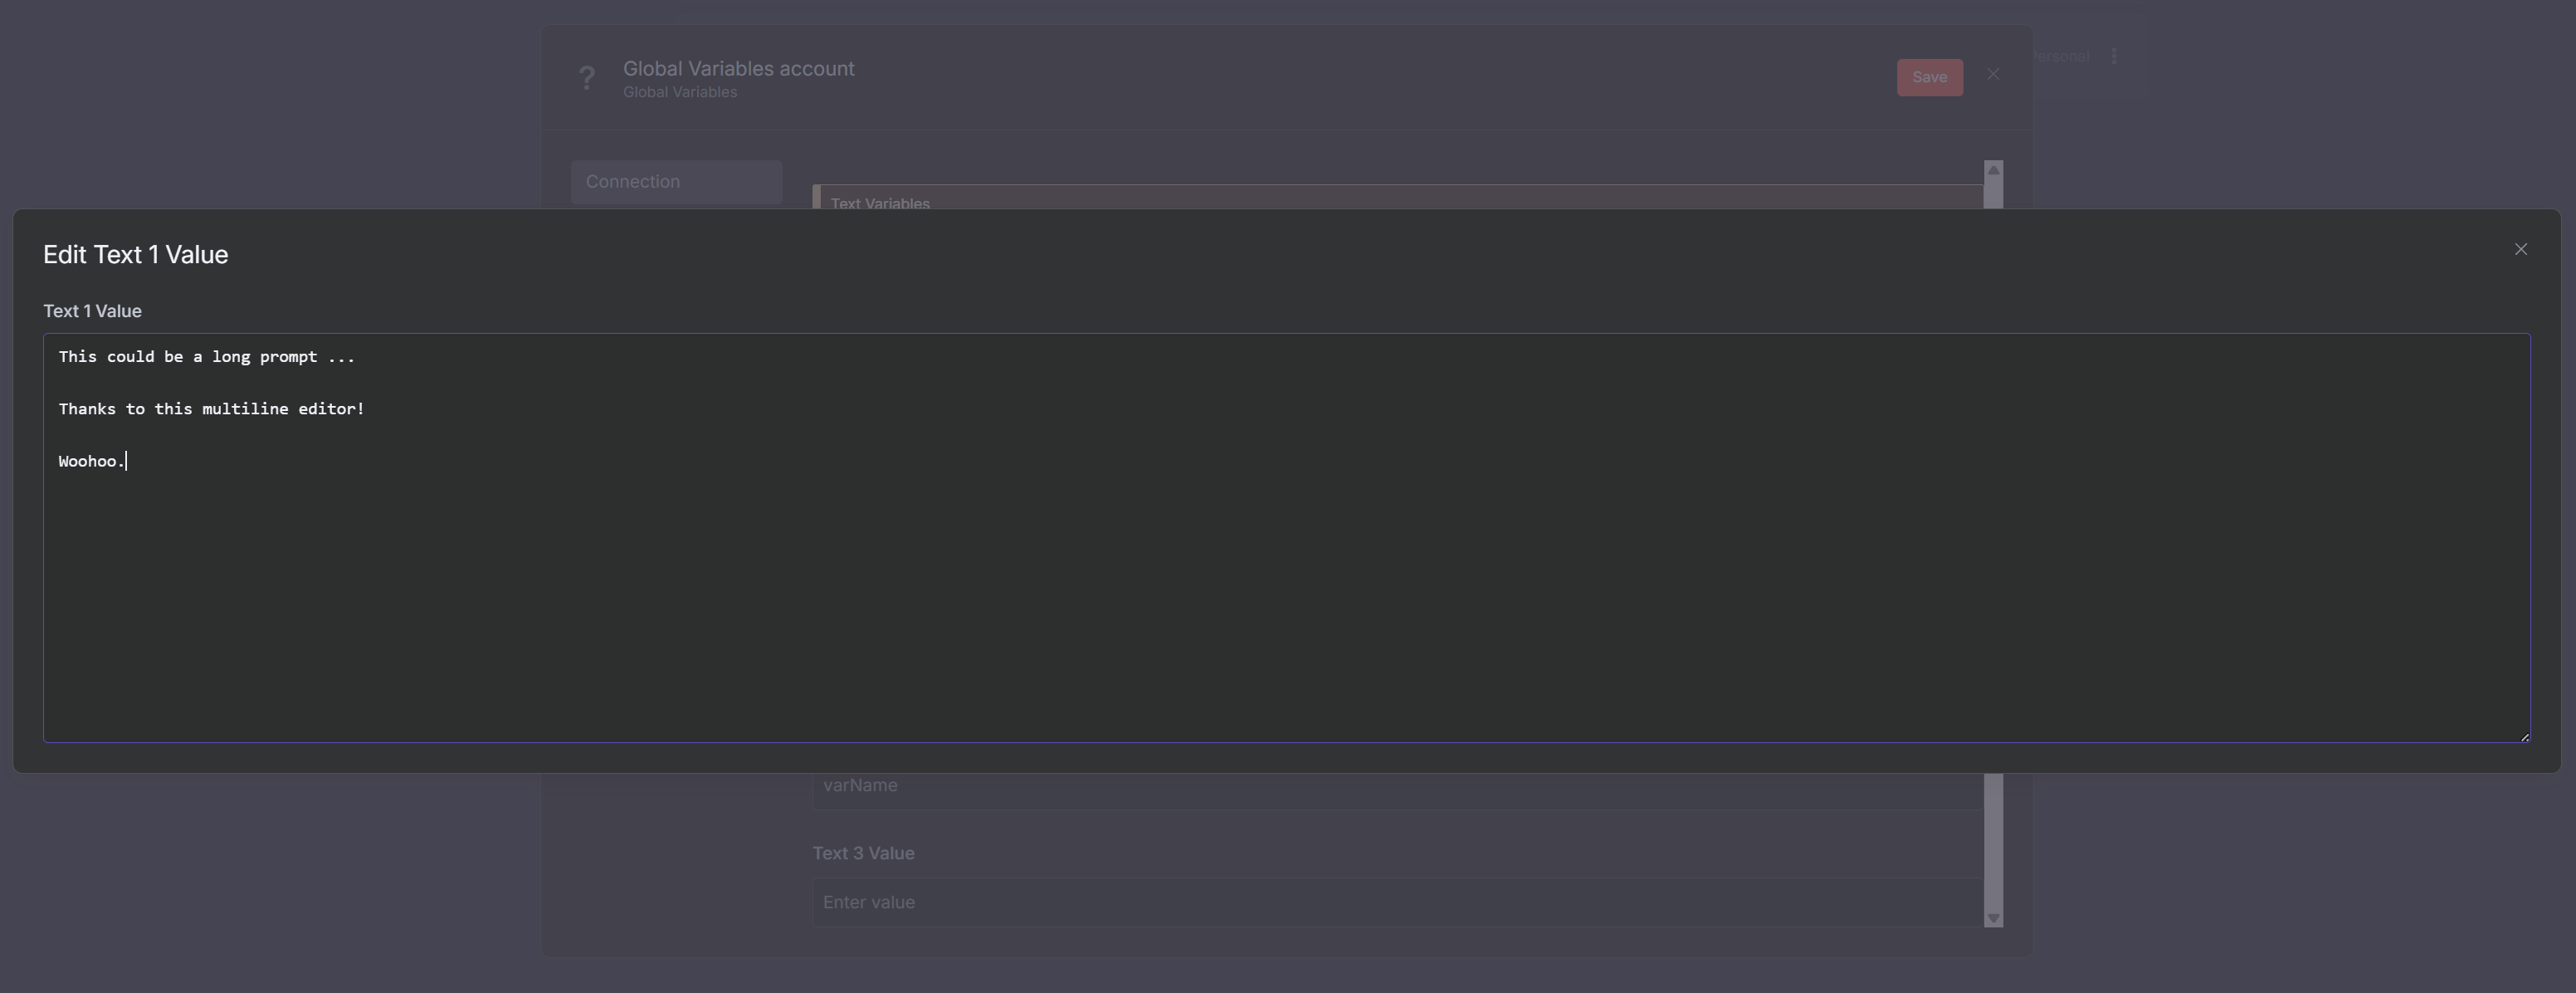 ?
Global Variables account
Global Variables
Save
Personal
Connection
Text Variables
Edit Text 1 Value
Text 1 Value
This could be a long prompt ...
Thanks to this multiline editor!
Woohoo.
varName
Text 3 Value
Enter value